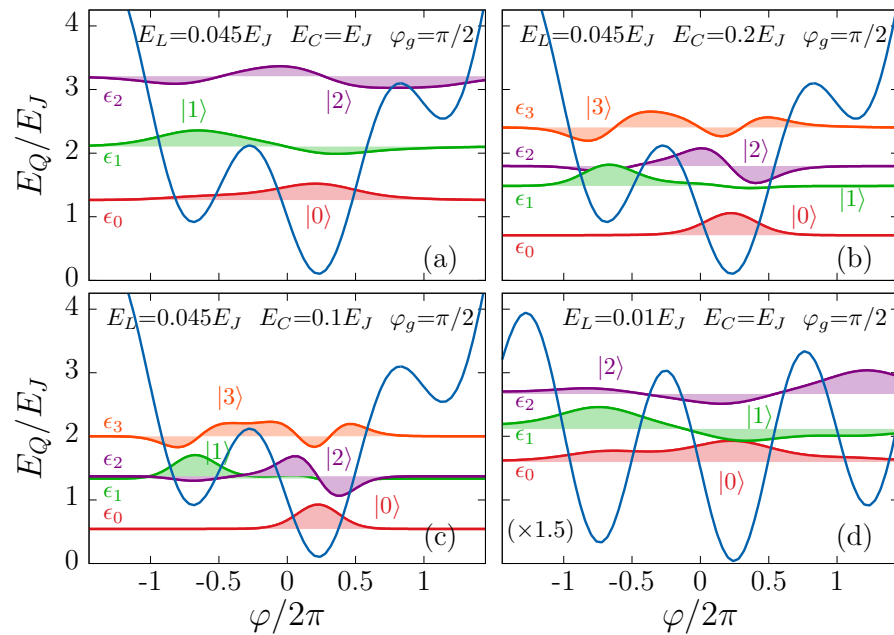 E_L=0.045E_J E_C=E_J φ_g=π/2
E_Q/E_J
4
3
2
1
0
ϵ_2
ϵ_1
ϵ_0
|1⟩
|2⟩
|0⟩
(a)
E_L=0.045E_J E_C=0.2E_J φ_g=π/2
ϵ_3
ϵ_2
ϵ_1
ϵ_0
|3⟩
|2⟩
|1⟩
|0⟩
(b)
E_L=0.045E_J E_C=0.1E_J φ_g=π/2
E_Q/E_J
4
3
2
1
0
ϵ_3
ϵ_2
ϵ_1
ϵ_0
|3⟩
|1⟩
|2⟩
|0⟩
(c)
-1 -0.5 0 0.5 1
φ/2π
E_L=0.01E_J E_C=E_J φ_g=π/2
ϵ_2
ϵ_1
ϵ_0
|2⟩
|1⟩
|0⟩
(×1.5)
(d)
-1 -0.5 0 0.5 1
φ/2π